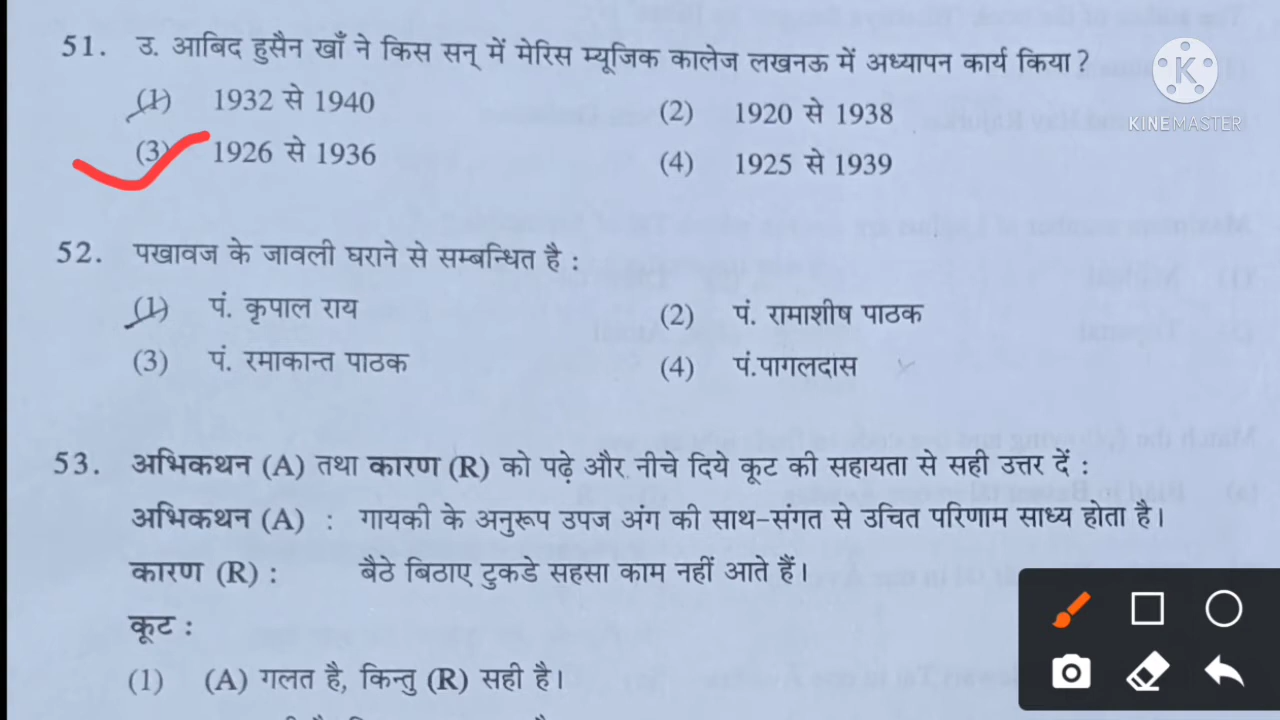 51. उ. आबिद हुसैन खाँ ने किस सन् में मेरिस म्यूजिक कालेज लखनऊ में अध्यापन कार्य किया?
(1) 1932 से 1940 (2) 1920 से 1938
(3) 1926 से 1936 (4) 1925 से 1939
KINEMASTER
52. पखावज के जावली घराने से सम्बन्धित है :
(1) पं. कृपाल राय (2) पं. रामाशीष पाठक
(3) पं. रमाकान्त पाठक (4) पं.पागलदास
53. अभिकथन (A) तथा कारण (R) को पढ़े और नीचे दिये कूट की सहायता से सही उत्तर दें :
अभिकथन (A) : गायकी के अनुरूप उपज अंग की साथ-संगत से उचित परिणाम साध्य होता है।
कारण (R) : बैठे बिठाए टुकडे सहसा काम नहीं आते हैं।
कूट :
(1) (A) गलत है, किन्तु (R) सही है।